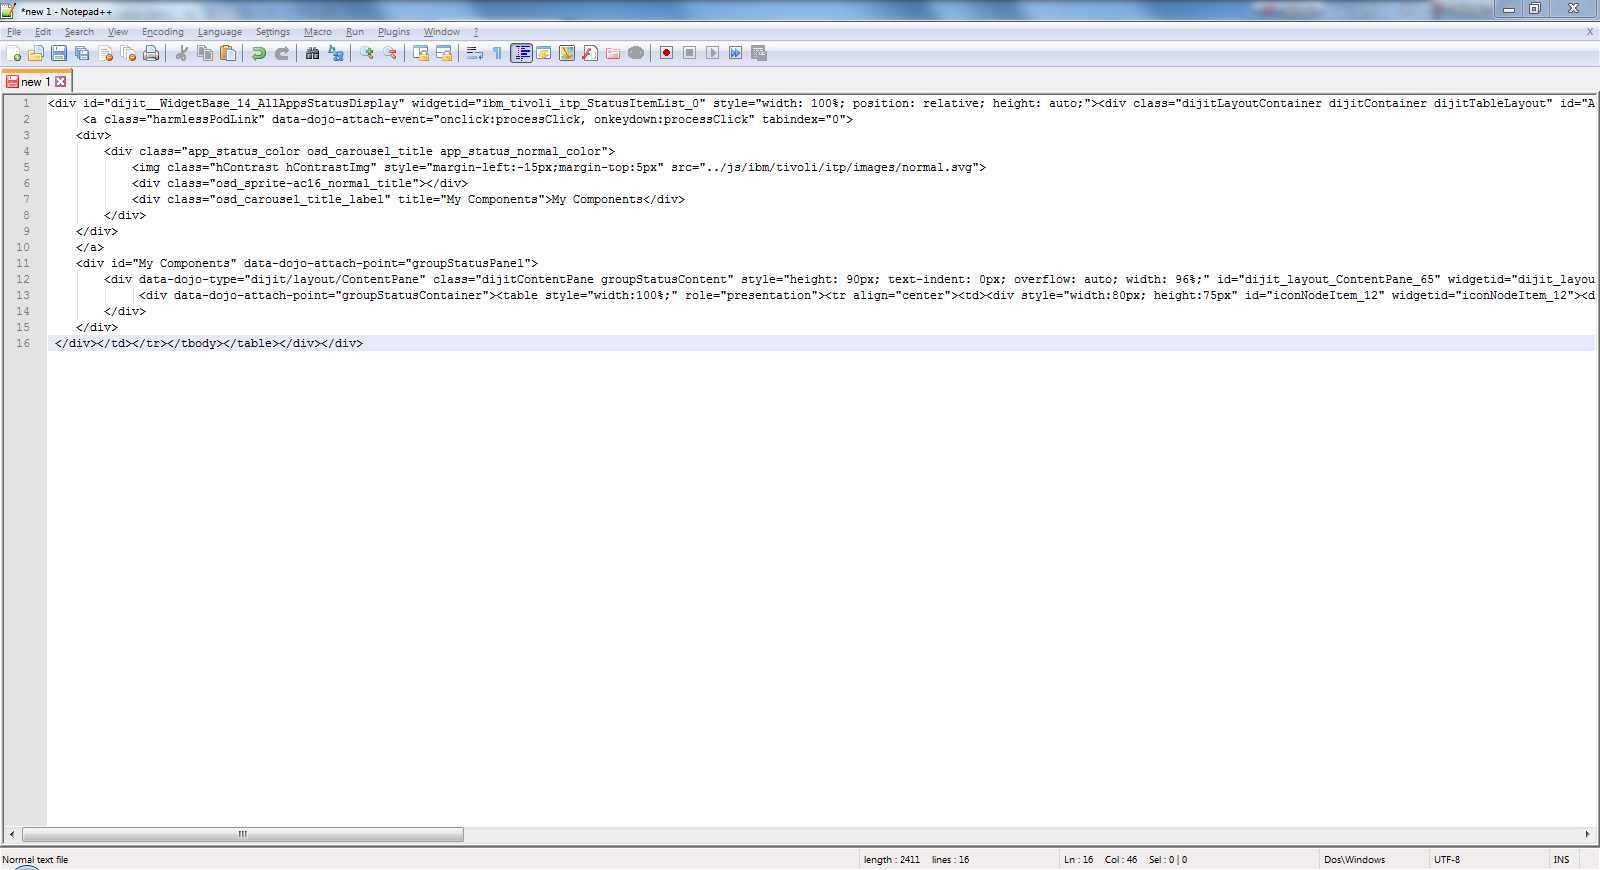 *new 1 - Notepad++
File Edit Search View Encoding Language Settings Macro Run Plugins Window ? X
new 1
1 <div id="dijit__WidgetBase_14_AllAppsStatusDisplay" widgetid="ibm_tivoli_itp_StatusItemList_0" style="width: 100%; position: relative; height: auto;"><div class="dijitLayoutContainer dijitContainer dijitTableLayout" id="A
2 <a class="harmlessPodLink" data-dojo-attach-event="onclick:processClick, onkeydown:processClick" tabindex="0">
3 <div>
4 <div class="app_status_color osd_carousel_title app_status_normal_color">
5 <img class="hContrast hContrastImg" style="margin-left:-15px;margin-top:5px" src="../js/ibm/tivoli/itp/images/normal.svg">
6 <div class="osd_sprite-ac16_normal_title"></div>
7 <div class="osd_carousel_title_label" title="My Components">My Components</div>
8 </div>
9 </div>
10 </a>
11 <div id="My Components" data-dojo-attach-point="groupStatusPanel">
12 <div data-dojo-type="dijit/layout/ContentPane" class="dijitContentPane groupStatusContent" style="height: 90px; text-indent: 0px; overflow: auto; width: 96%;" id="dijit_layout_ContentPane_65" widgetid="dijit_layou
13 <div data-dojo-attach-point="groupStatusContainer"><table style="width:100%;" role="presentation"><tr align="center"><td><div style="width:80px; height:75px" id="iconNodeItem_12" widgetid="iconNodeItem_12"><d
14 </div>
15 </div>
16 </div></td></tr></tbody></table></div></div>
Normal text file length : 2411 lines : 16 Ln : 16 Col : 46 Sel : 0 | 0 Dos\Windows UTF-8 INS